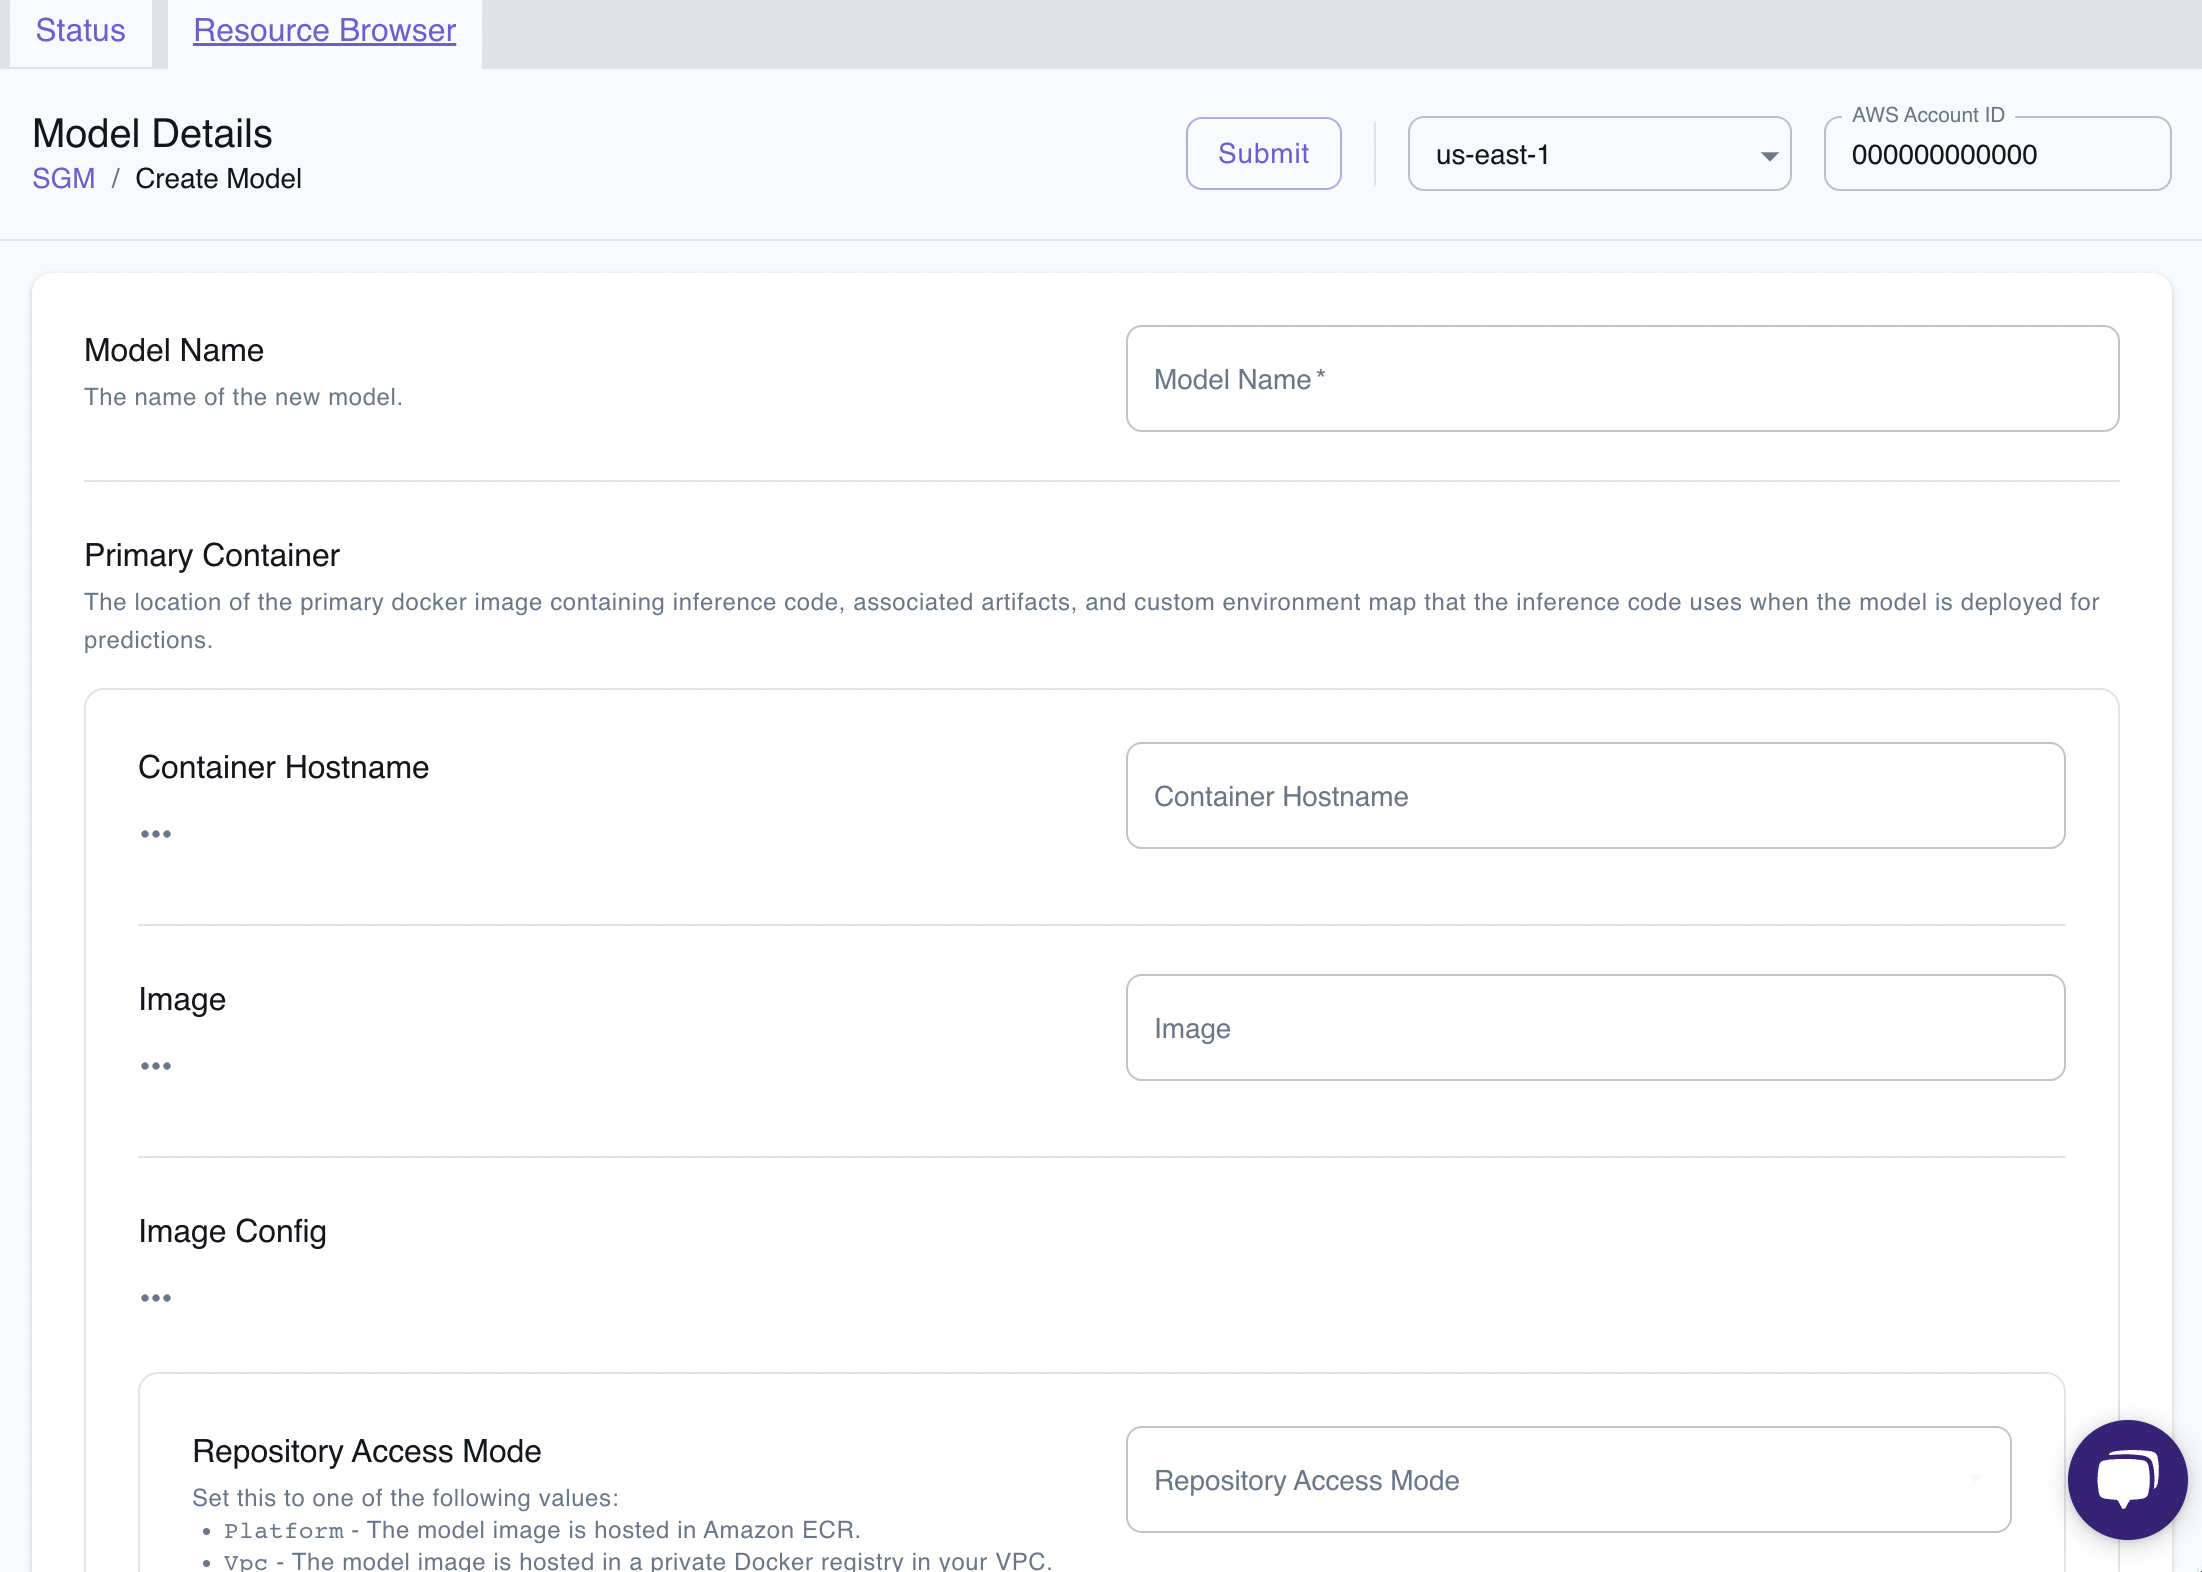 Status
Resource Browser
Model Details
SGM / Create Model
Submit
us-east-1
AWS Account ID
000000000000
Model Name
The name of the new model.
Model Name *
Primary Container
The location of the primary docker image containing inference code, associated artifacts, and custom environment map that the inference code uses when the model is deployed for
predictions.
Container Hostname
Container Hostname
Image
Image
Image Config
Repository Access Mode
Set this to one of the following values:
• Platform - The model image is hosted in Amazon ECR.
• Vpc - The model image is hosted in a private Docker registry in your VPC.
Repository Access Mode